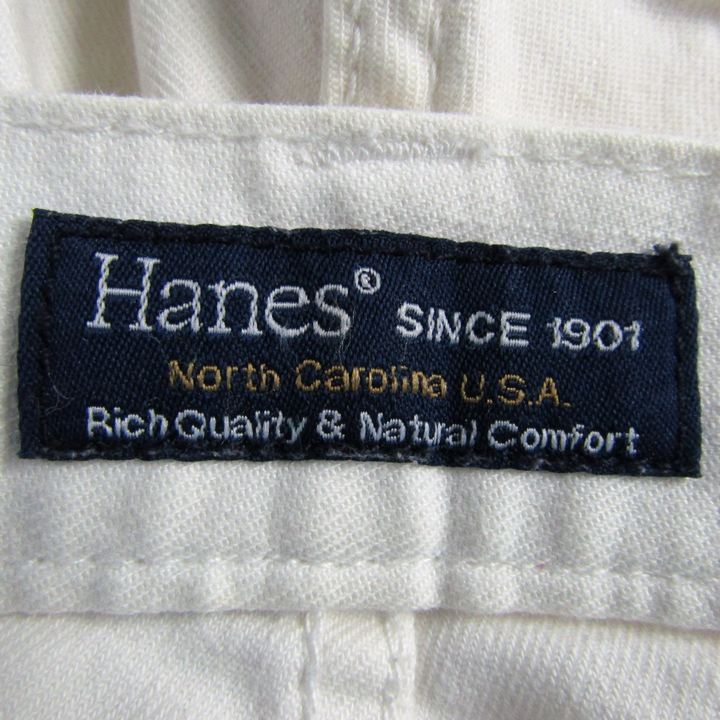 Hanes® SINCE 1901
North Carolina U.S.A.
Rich Quality & Natural Comfort